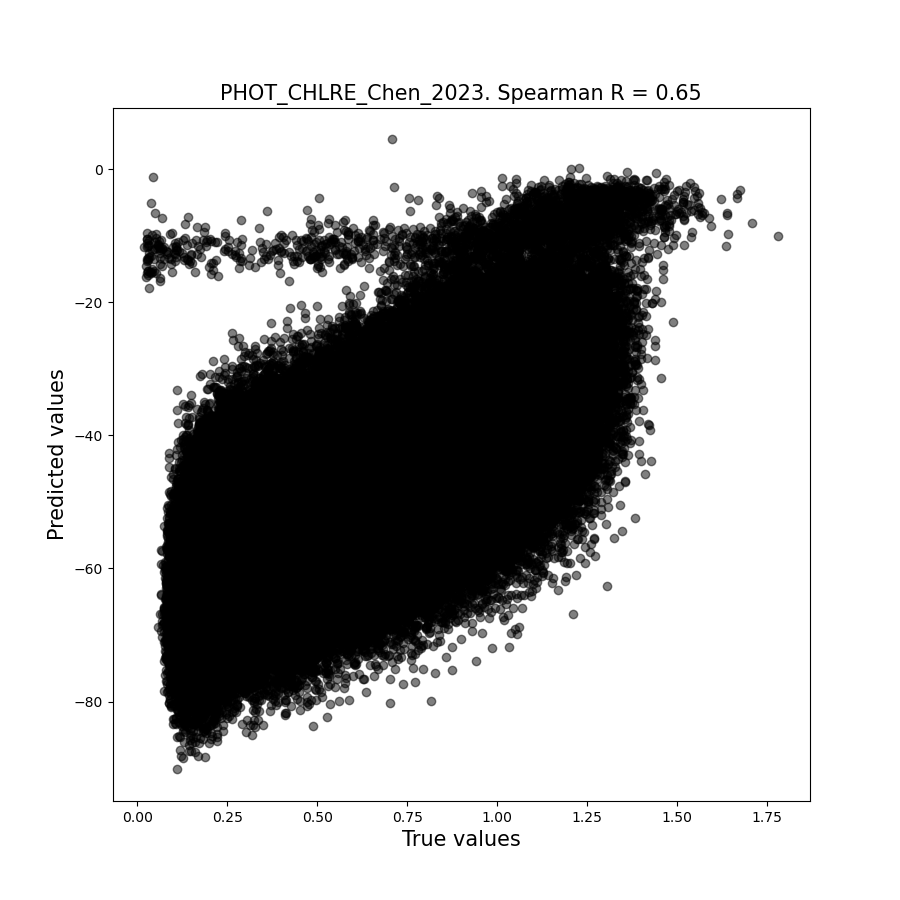 PHOT_CHLRE_Chen_2023. Spearman R = 0.65
0
−20
−40
−60
−80
Predicted values
0.00 0.25 0.50 0.75 1.00 1.25 1.50 1.75
True values